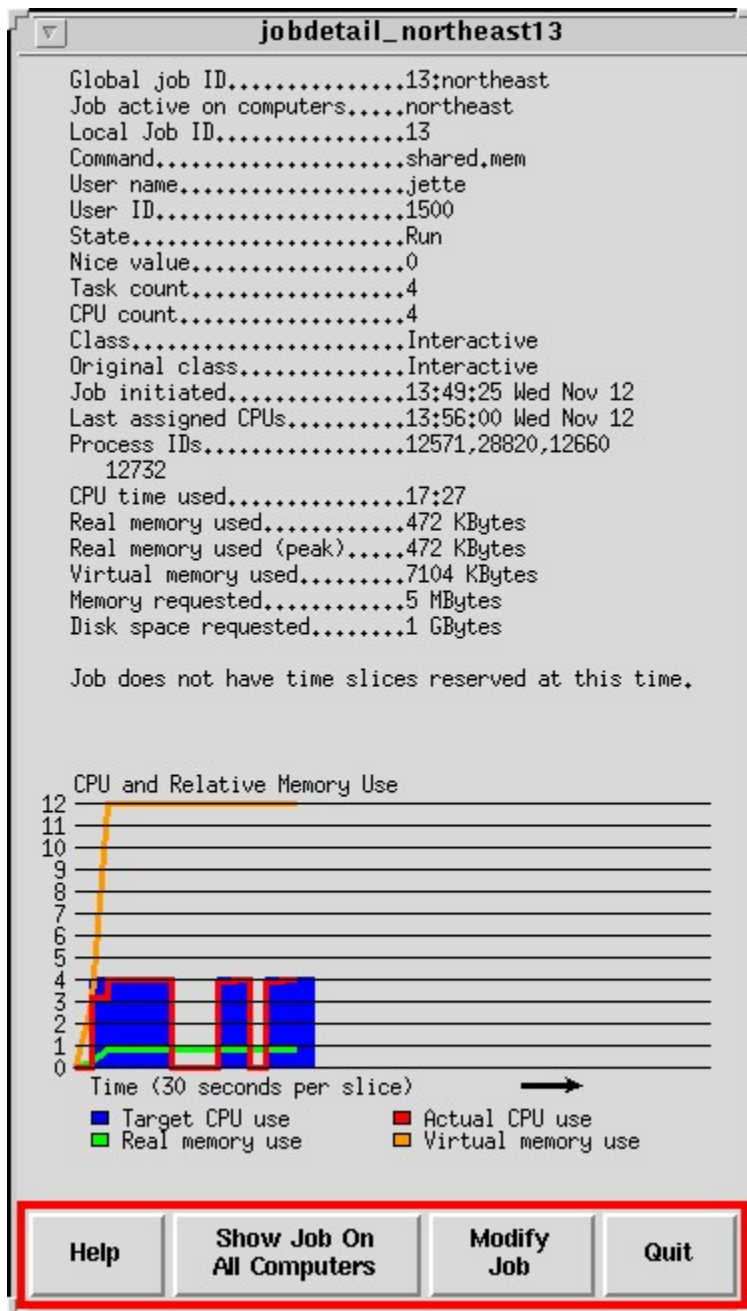 jobdetail_northeast13
Global job ID...............13:northeast
Job active on computers.....northeast
Local Job ID................13
Command.....................shared.mem
User name...................jette
User ID.....................1500
State.......................Run
Nice value..................0
Task count..................4
CPU count...................4
Class.......................Interactive
Original class..............Interactive
Job initiated...............13:49:25 Wed Nov 12
Last assigned CPUs..........13:56:00 Wed Nov 12
Process IDs.................12571,28820,12660
12732
CPU time used...............17:27
Real memory used............472 KBytes
Real memory used (peak).....472 KBytes
Virtual memory used.........7104 KBytes
Memory requested............5 MBytes
Disk space requested........1 GBytes
Job does not have time slices reserved at this time.
CPU and Relative Memory Use
12
11
10
9
8
7
6
5
4
3
2
1
0
Time (30 seconds per slice)
Target CPU use Actual CPU use
Real memory use Virtual memory use
Help Show Job On All Computers Modify Job Quit